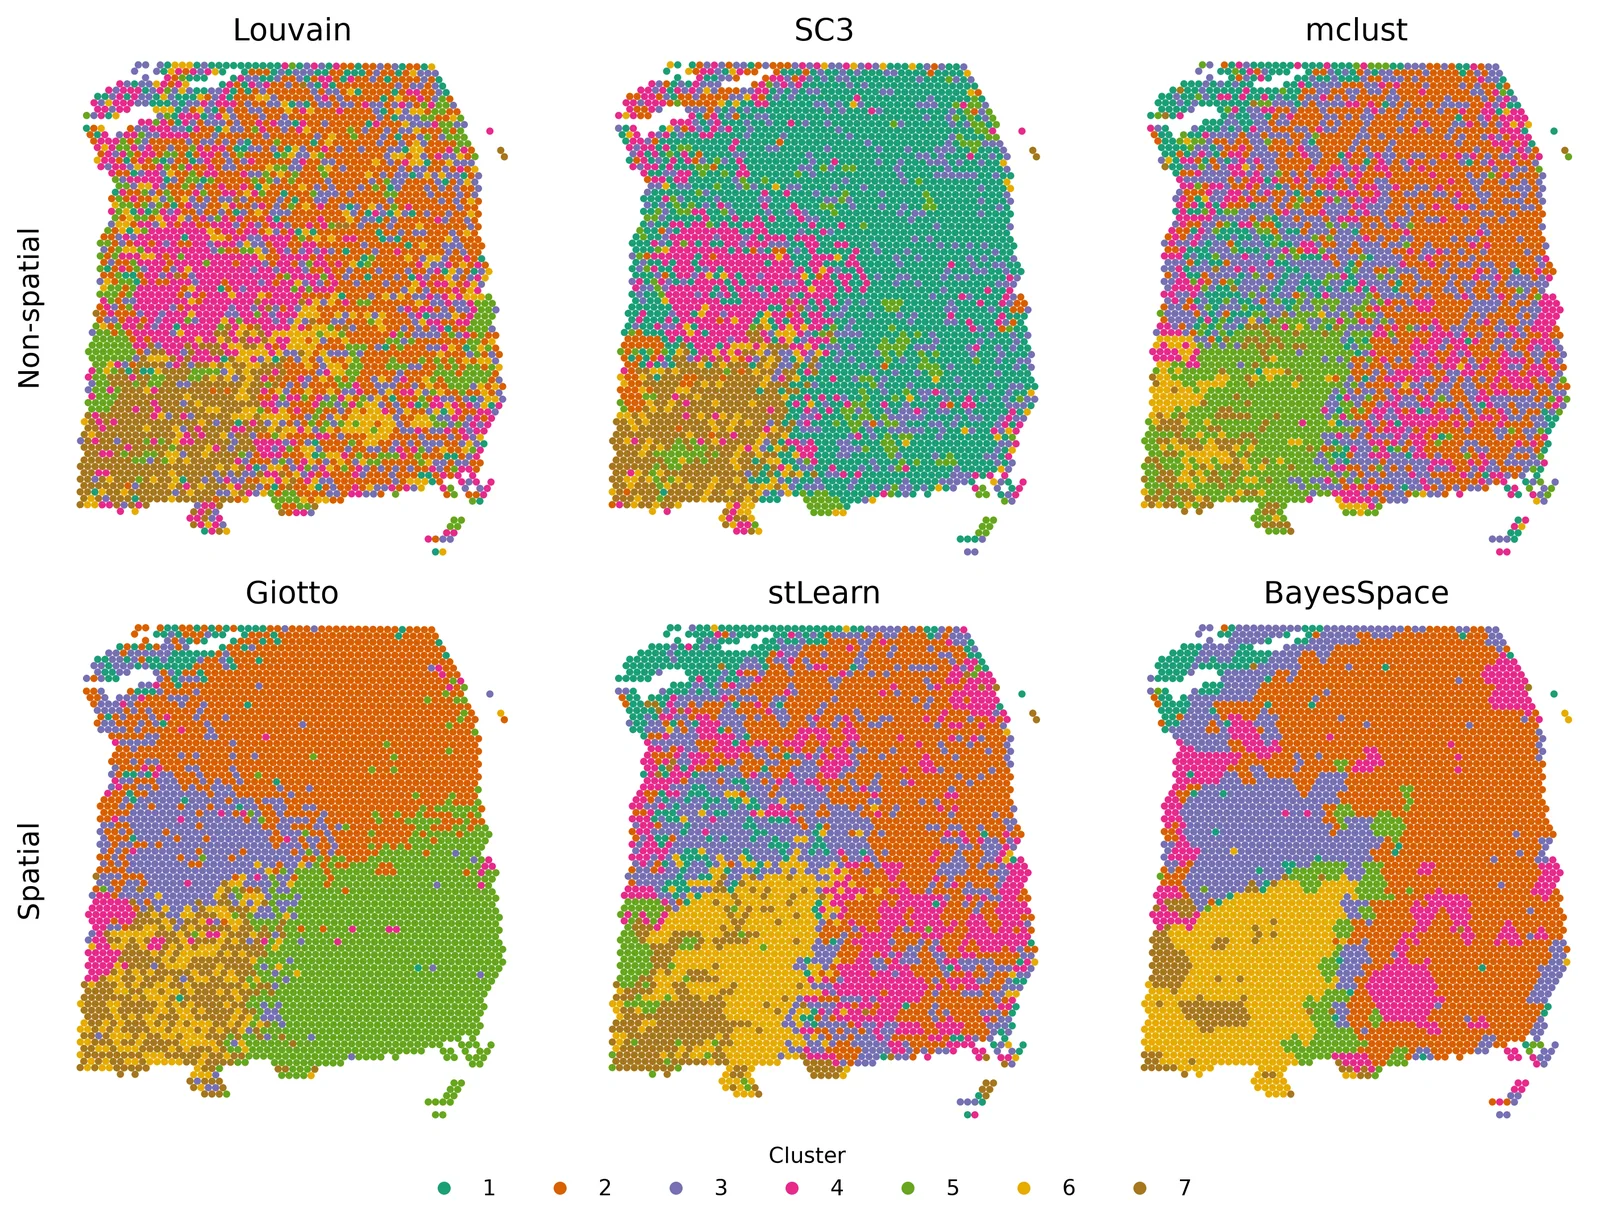 Louvain
SC3
mclust
Non-spatial
Giotto
stLearn
BayesSpace
Spatial
Cluster
1 2 3 4 5 6 7